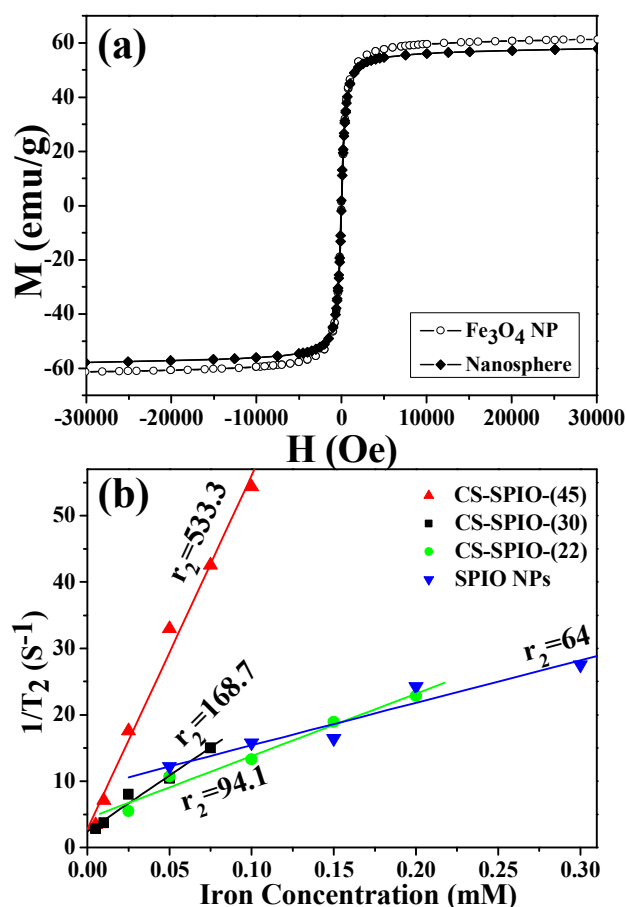 (a)
M (emu/g)
60
40
20
0
-20
-40
-60
Fe₃O₄ NP
Nanosphere
-30000 -20000 -10000 0 10000 20000 30000
H (Oe)
(b)
1/T₂ (S⁻¹)
50
40
30
20
10
0
CS-SPIO-(45)
CS-SPIO-(30)
CS-SPIO-(22)
SPIO NPs
r₂=533.3
r₂=168.7
r₂=94.1
r₂=64
0.00 0.05 0.10 0.15 0.20 0.25 0.30
Iron Concentration (mM)